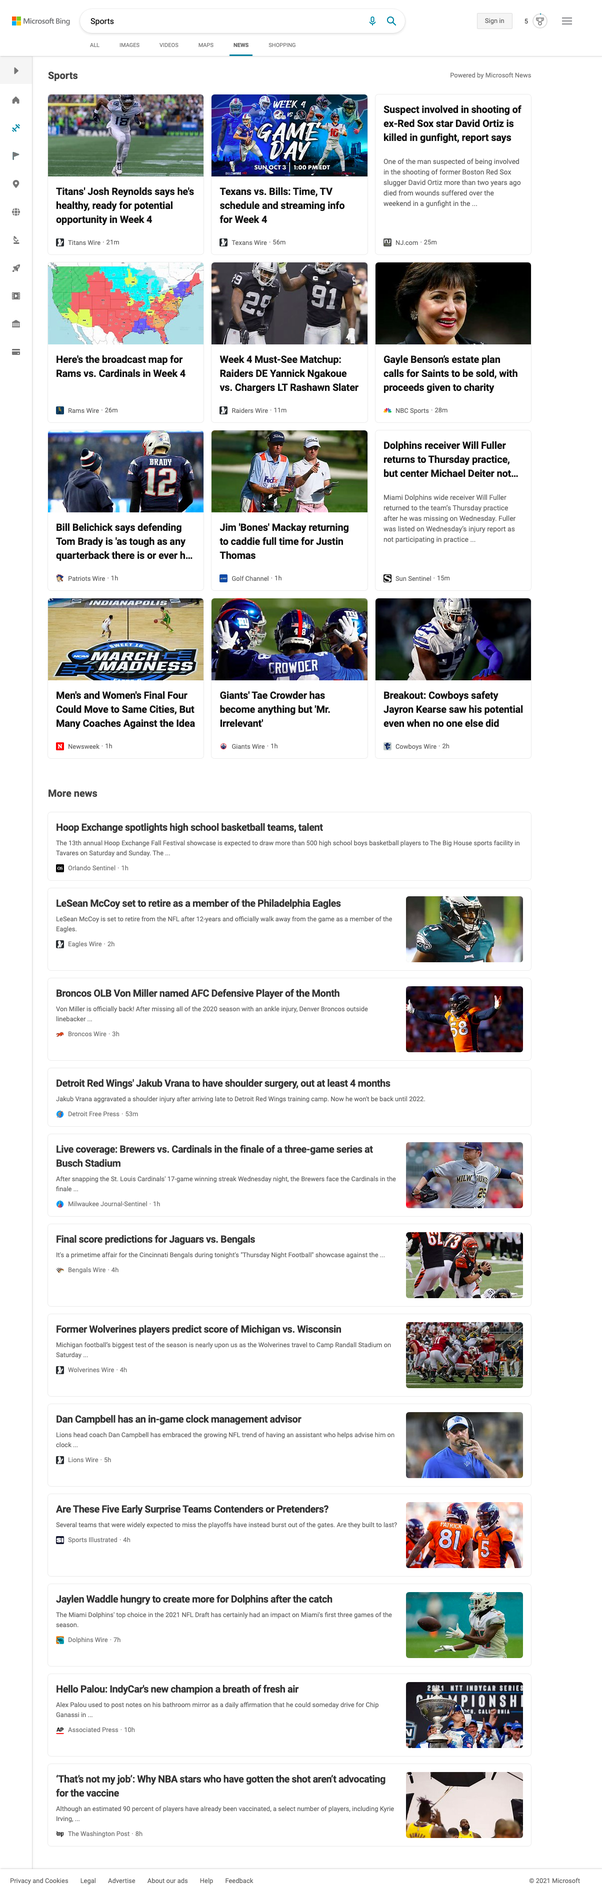 Microsoft Bing
Sports
Sign in
5
ALL
IMAGES
VIDEOS
MAPS
NEWS
SHOPPING
Sports
Powered by Microsoft News
18
WEEK 4
GAME
DAY
SUN OCT 3 | 1:00 PM EDT
Titans' Josh Reynolds says he's
healthy, ready for potential
opportunity in Week 4
Titans Wire · 21m
Texans vs. Bills: Time, TV
schedule and streaming info
for Week 4
Texans Wire · 56m
Suspect involved in shooting of
ex-Red Sox star David Ortiz is
killed in gunfight, report says
One of the man suspected of being involved
in the shooting of former Boston Red Sox
slugger David Ortiz more than two years ago
died from wounds suffered over the
weekend in a gunfight in the ...
NJ.com · 25m
29
91
Here's the broadcast map for
Rams vs. Cardinals in Week 4
Rams Wire · 26m
Week 4 Must-See Matchup:
Raiders DE Yannick Ngakoue
vs. Chargers LT Rashawn Slater
Raiders Wire · 11m
Gayle Benson's estate plan
calls for Saints to be sold, with
proceeds given to charity
NBC Sports · 28m
BRADY
12
Bill Belichick says defending
Tom Brady is 'as tough as any
quarterback there is or ever h...
Patriots Wire · 1h
Jim 'Bones' Mackay returning
to caddie full time for Justin
Thomas
Golf Channel · 1h
Dolphins receiver Will Fuller
returns to Thursday practice,
but center Michael Deiter not...
Miami Dolphins wide receiver Will Fuller
returned to the team's Thursday practice
after he was missing on Wednesday. Fuller
was listed on Wednesday's injury report as
not participating in practice ...
Sun Sentinel · 15m
INDIANAPOLIS
SWEET 16
MARCH
MADNESS
CROWDER
Men's and Women's Final Four
Could Move to Same Cities, But
Many Coaches Against the Idea
Newsweek · 1h
Giants' Tae Crowder has
become anything but 'Mr.
Irrelevant'
Giants Wire · 1h
Breakout: Cowboys safety
Jayron Kearse saw his potential
even when no one else did
Cowboys Wire · 2h
More news
Hoop Exchange spotlights high school basketball teams, talent
The 13th annual Hoop Exchange Fall Festival showcase is expected to draw more than 500 high school boys basketball players to The Big House sports facility in
Tavares on Saturday and Sunday. The ...
Orlando Sentinel · 1h
LeSean McCoy set to retire as a member of the Philadelphia Eagles
LeSean McCoy is set to retire from the NFL after 12-years and officially walk away from the game as a member of the
Eagles.
Eagles Wire · 2h
Broncos OLB Von Miller named AFC Defensive Player of the Month
Von Miller is officially back! After missing all of the 2020 season with an ankle injury, Denver Broncos outside
linebacker ...
Broncos Wire · 3h
58
Detroit Red Wings' Jakub Vrana to have shoulder surgery, out at least 4 months
Jakub Vrana aggravated a shoulder injury after arriving late to Detroit Red Wings training camp. Now he won't be back until 2022.
Detroit Free Press · 53m
Live coverage: Brewers vs. Cardinals in the finale of a three-game series at
Busch Stadium
After snapping the St. Louis Cardinals' 17-game winning streak Wednesday night, the Brewers face the Cardinals in the
finale ...
Milwaukee Journal-Sentinel · 1h
Final score predictions for Jaguars vs. Bengals
It's a primetime affair for the Cincinnati Bengals during tonight's "Thursday Night Football" showcase against the ...
Bengals Wire · 4h
Former Wolverines players predict score of Michigan vs. Wisconsin
Michigan football's biggest test of the season is nearly upon us as the Wolverines travel to Camp Randall Stadium on
Saturday ...
Wolverines Wire · 4h
Dan Campbell has an in-game clock management advisor
Lions head coach Dan Campbell has embraced the growing NFL trend of having an assistant who helps advise him on
clock ...
Lions Wire · 5h
Are These Five Early Surprise Teams Contenders or Pretenders?
Several teams that were widely expected to miss the playoffs have instead burst out of the gates. Are they built to last?
Sports Illustrated · 4h
81
5
Jaylen Waddle hungry to create more for Dolphins after the catch
The Miami Dolphins' top choice in the 2021 NFL Draft has certainly had an impact on Miami's first three games of the
season.
Dolphins Wire · 7h
Hello Palou: IndyCar's new champion a breath of fresh air
Alex Palou used to post notes on his bathroom mirror as a daily affirmation that he could someday drive for Chip
Ganassi in ...
AP Associated Press · 10h
2021 NTT INDYCAR SERIES
'That's not my job': Why NBA stars who have gotten the shot aren't advocating
for the vaccine
Although an estimated 90 percent of players have already been vaccinated, a select number of players, including Kyrie
Irving, ...
wp The Washington Post · 8h
Privacy and Cookies
Legal
Advertise
About our ads
Help
Feedback
© 2021 Microsoft